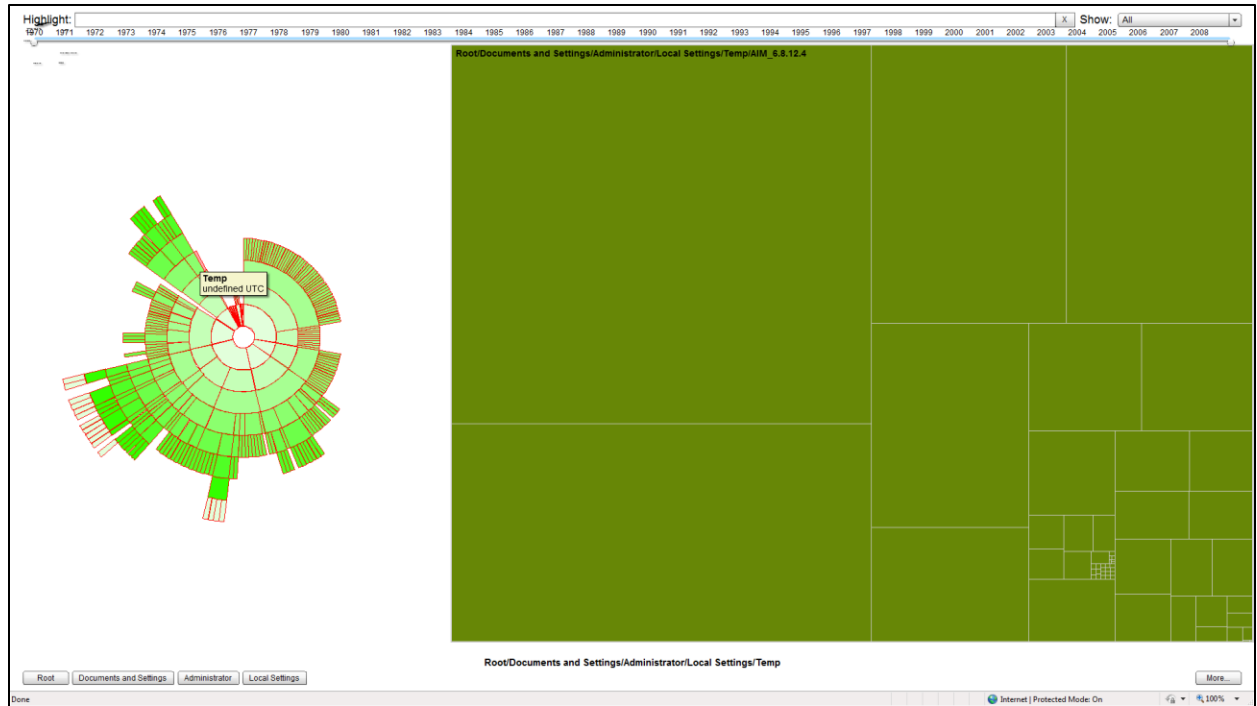 Highlight: X Show: All
1970 1971 1972 1973 1974 1975 1976 1977 1978 1979 1980 1981 1982 1983 1984 1985 1986 1987 1988 1989 1990 1991 1992 1993 1994 1995 1996 1997 1998 1999 2000 2001 2002 2003 2004 2005 2006 2007 2008
Root/Documents and Settings/Administrator/Local Settings/Temp/AIM_6.8.12.4
Temp
undefined UTC
Root/Documents and Settings/Administrator/Local Settings/Temp
Root Documents and Settings Administrator Local Settings More...
Done Internet | Protected Mode: On 100%